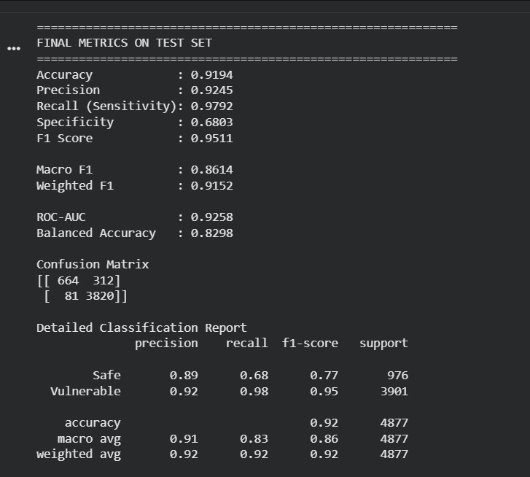 ============================================================
FINAL METRICS ON TEST SET
============================================================
Accuracy            : 0.9194
Precision           : 0.9245
Recall (Sensitivity): 0.9792
Specificity         : 0.6803
F1 Score            : 0.9511
Macro F1            : 0.8614
Weighted F1         : 0.9152
ROC-AUC             : 0.9258
Balanced Accuracy   : 0.8298
Confusion Matrix
[[ 664  312]
 [  81 3820]]
Detailed Classification Report
              precision    recall  f1-score   support
        Safe       0.89      0.68      0.77       976
  Vulnerable       0.92      0.98      0.95      3901
    accuracy                           0.92      4877
   macro avg       0.91      0.83      0.86      4877
weighted avg       0.92      0.92      0.92      4877